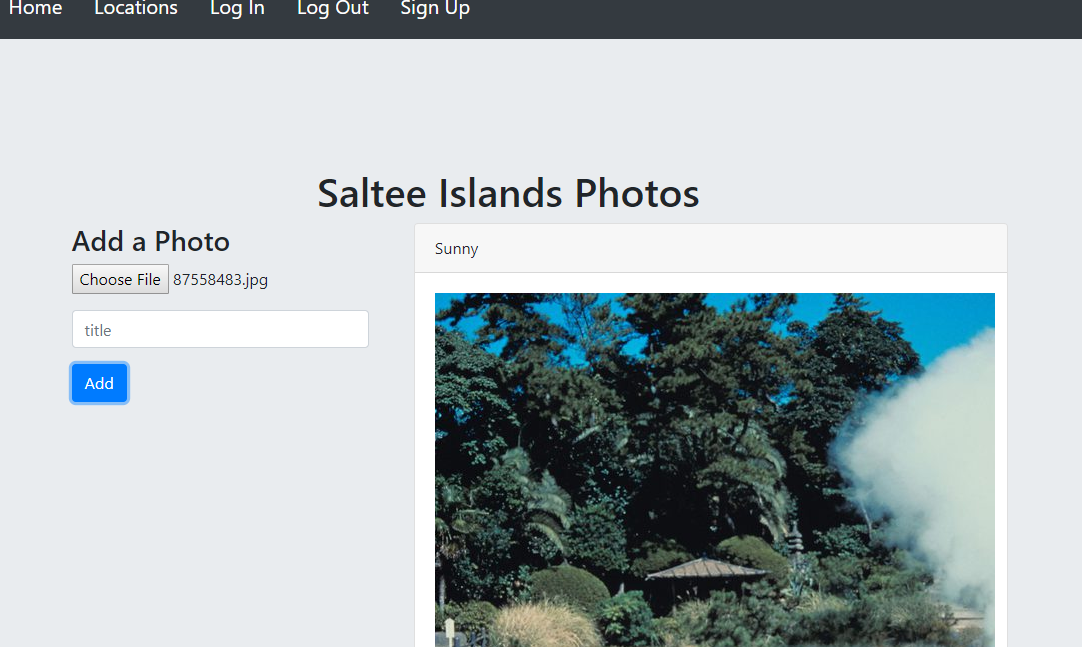 Home Locations Log In Log Out Sign Up
Saltee Islands Photos
Add a Photo
Choose File 87558483.jpg
title
Add
Sunny